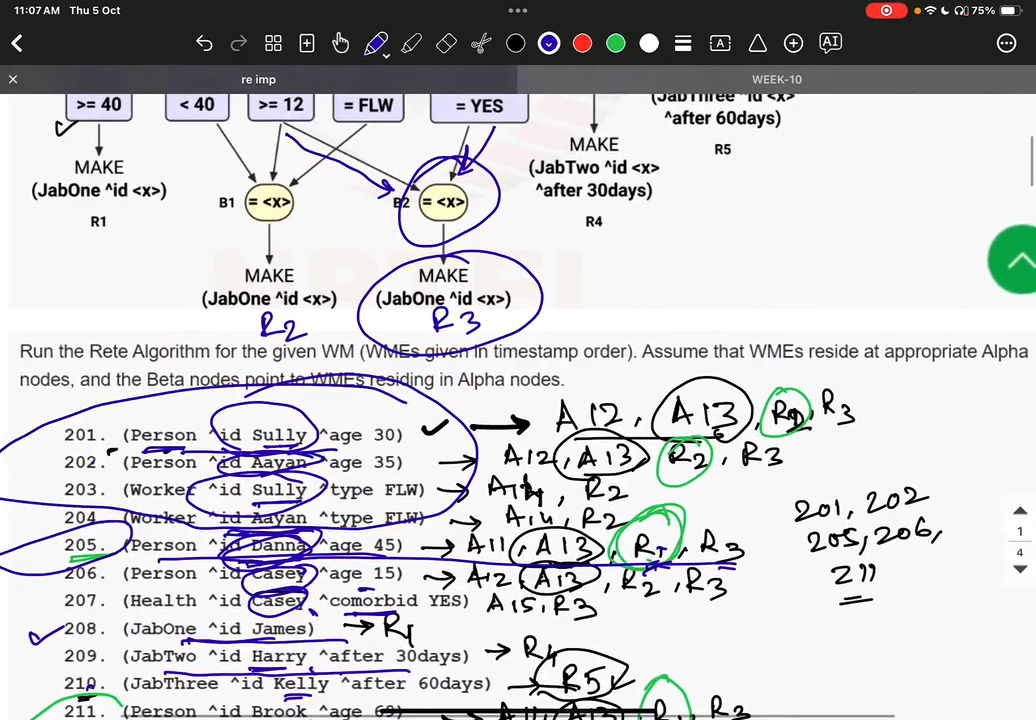 11:07 AM Thu 5 Oct
75%
A
AI
re imp
WEEK-10
>= 40
< 40
>= 12
= FLW
= YES
(JabThree ^id <x>
^after 60days)
R5
MAKE
(JabOne ^id <x>)
R1
MAKE
(JabTwo ^id <x>
^after 30days)
R4
B1
= <x>
B2
= <x>
MAKE
(JabOne ^id <x>)
R2
MAKE
(JabOne ^id <x>)
R3
Run the Rete Algorithm for the given WM (WMEs given in timestamp order). Assume that WMEs reside at appropriate Alpha
nodes, and the Beta nodes point to WMEs residing in Alpha nodes.
201. (Person ^id Sully ^age 30) A12, A13, R3
202. (Person ^id Aayan ^age 35) A12, A13, R2, R3
203. (Worker ^id Sully ^type FLW) A14, R2
204. (Worker ^id Aayan ^type FLW) A14, R2
205. (Person ^id Danna ^age 45) A11, A13, R3
206. (Person ^id Casey ^age 15) A12, A13, R2, R3
207. (Health ^id Casey ^comorbid YES) A15, R3
208. (JabOne ^id James) R4
209. (JabTwo ^id Harry ^after 30days) R4
210. (JabThree ^id Kelly ^after 60days) R5
211. (Person ^id Brook ^age 69) A11, A13, R1, R3
201, 202
205, 206,
211
1
4